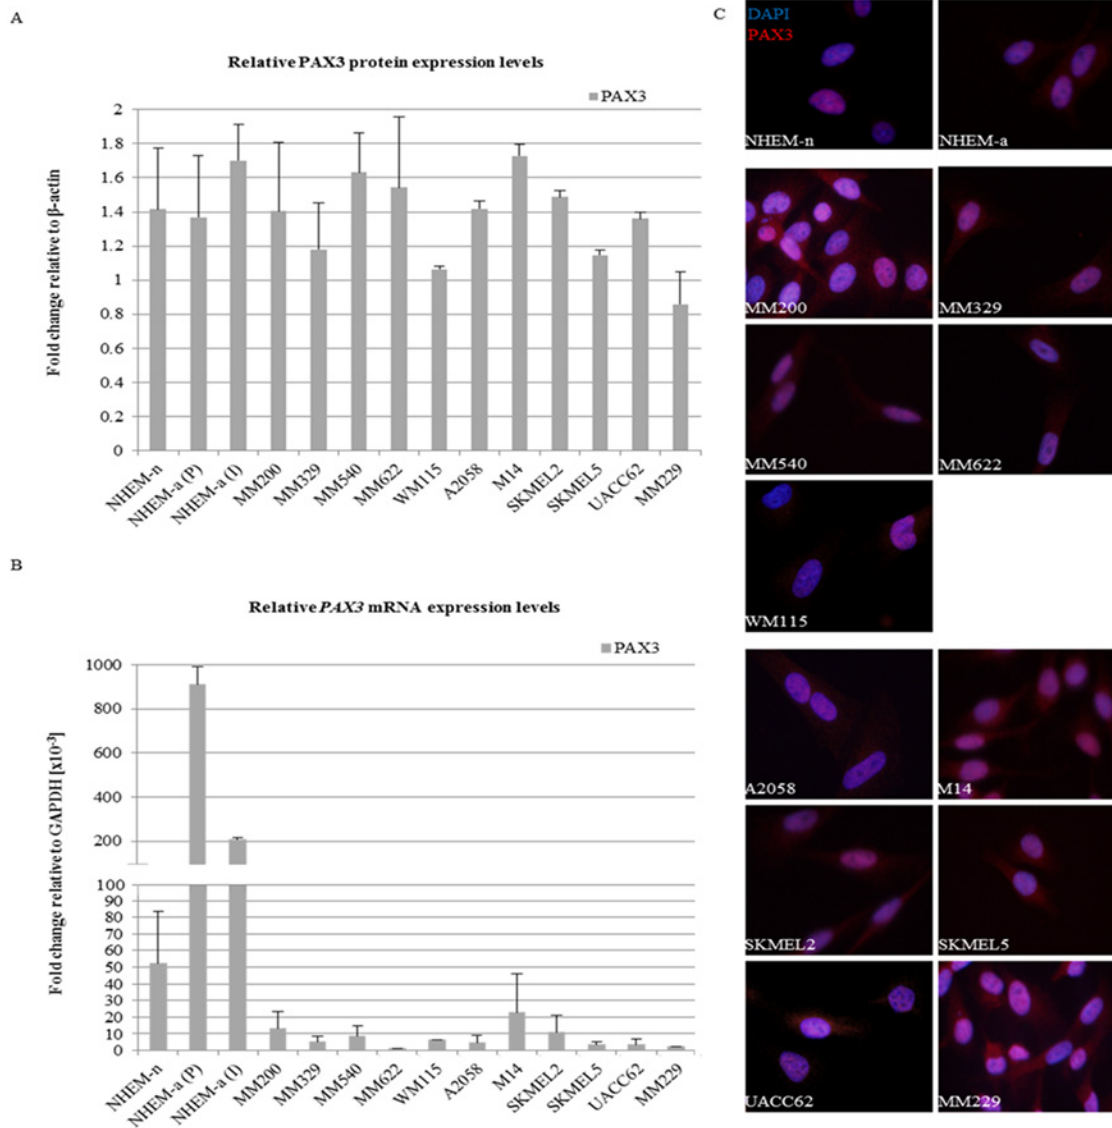 A
Relative PAX3 protein expression levels
PAX3
Fold change relative to β-actin
2
1.8
1.6
1.4
1.2
1
0.8
0.6
0.4
0.2
0
NHEM-n
NHEM-a (P)
NHEM-a (I)
MM200
MM329
MM540
MM622
WM115
A2058
M14
SKMEL2
SKMEL5
UACC62
MM229
B
Relative PAX3 mRNA expression levels
PAX3
Fold change relative to GAPDH [x10⁻³]
1000
800
600
400
200
100
90
80
70
60
50
40
30
20
10
0
NHEM-n
NHEM-a (P)
NHEM-a (I)
MM200
MM329
MM540
MM622
WM115
A2058
M14
SKMEL2
SKMEL5
UACC62
MM229
C
DAPI
PAX3
NHEM-n
NHEM-a
MM200
MM329
MM540
MM622
WM115
A2058
M14
SKMEL2
SKMEL5
UACC62
MM229